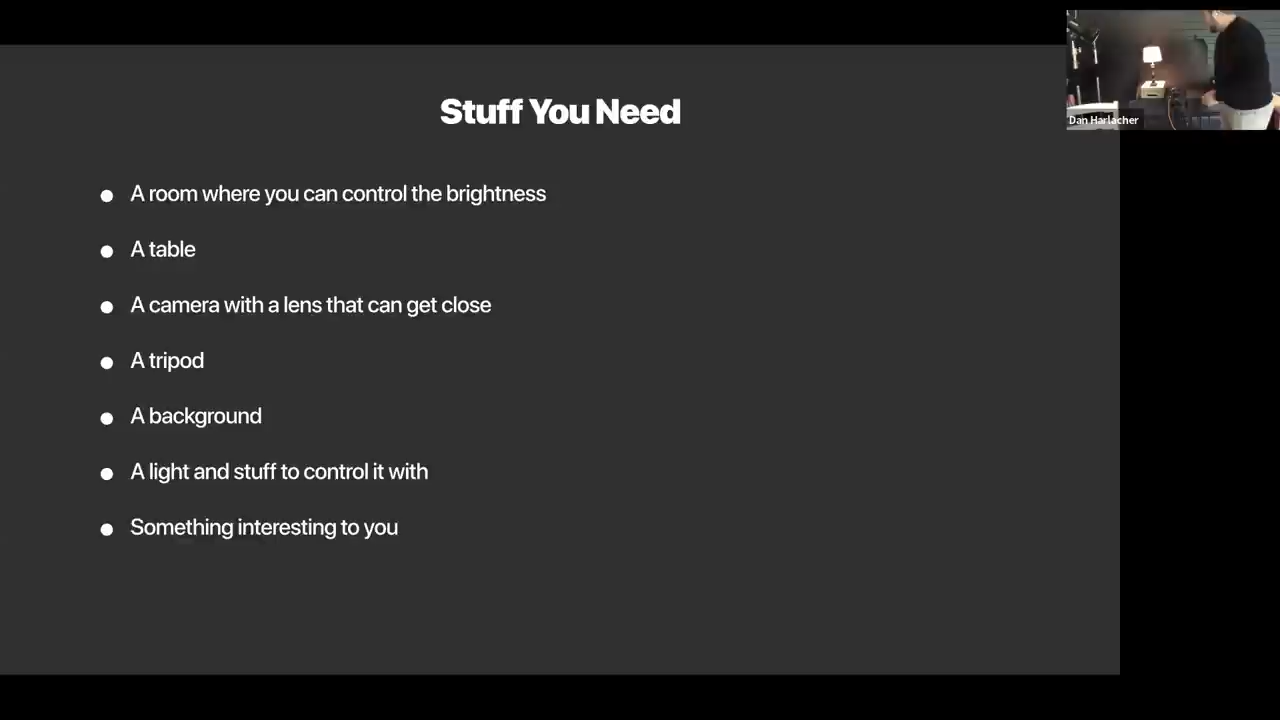 Stuff You Need
Dan Harlacher
A room where you can control the brightness
A table
A camera with a lens that can get close
A tripod
A background
A light and stuff to control it with
Something interesting to you